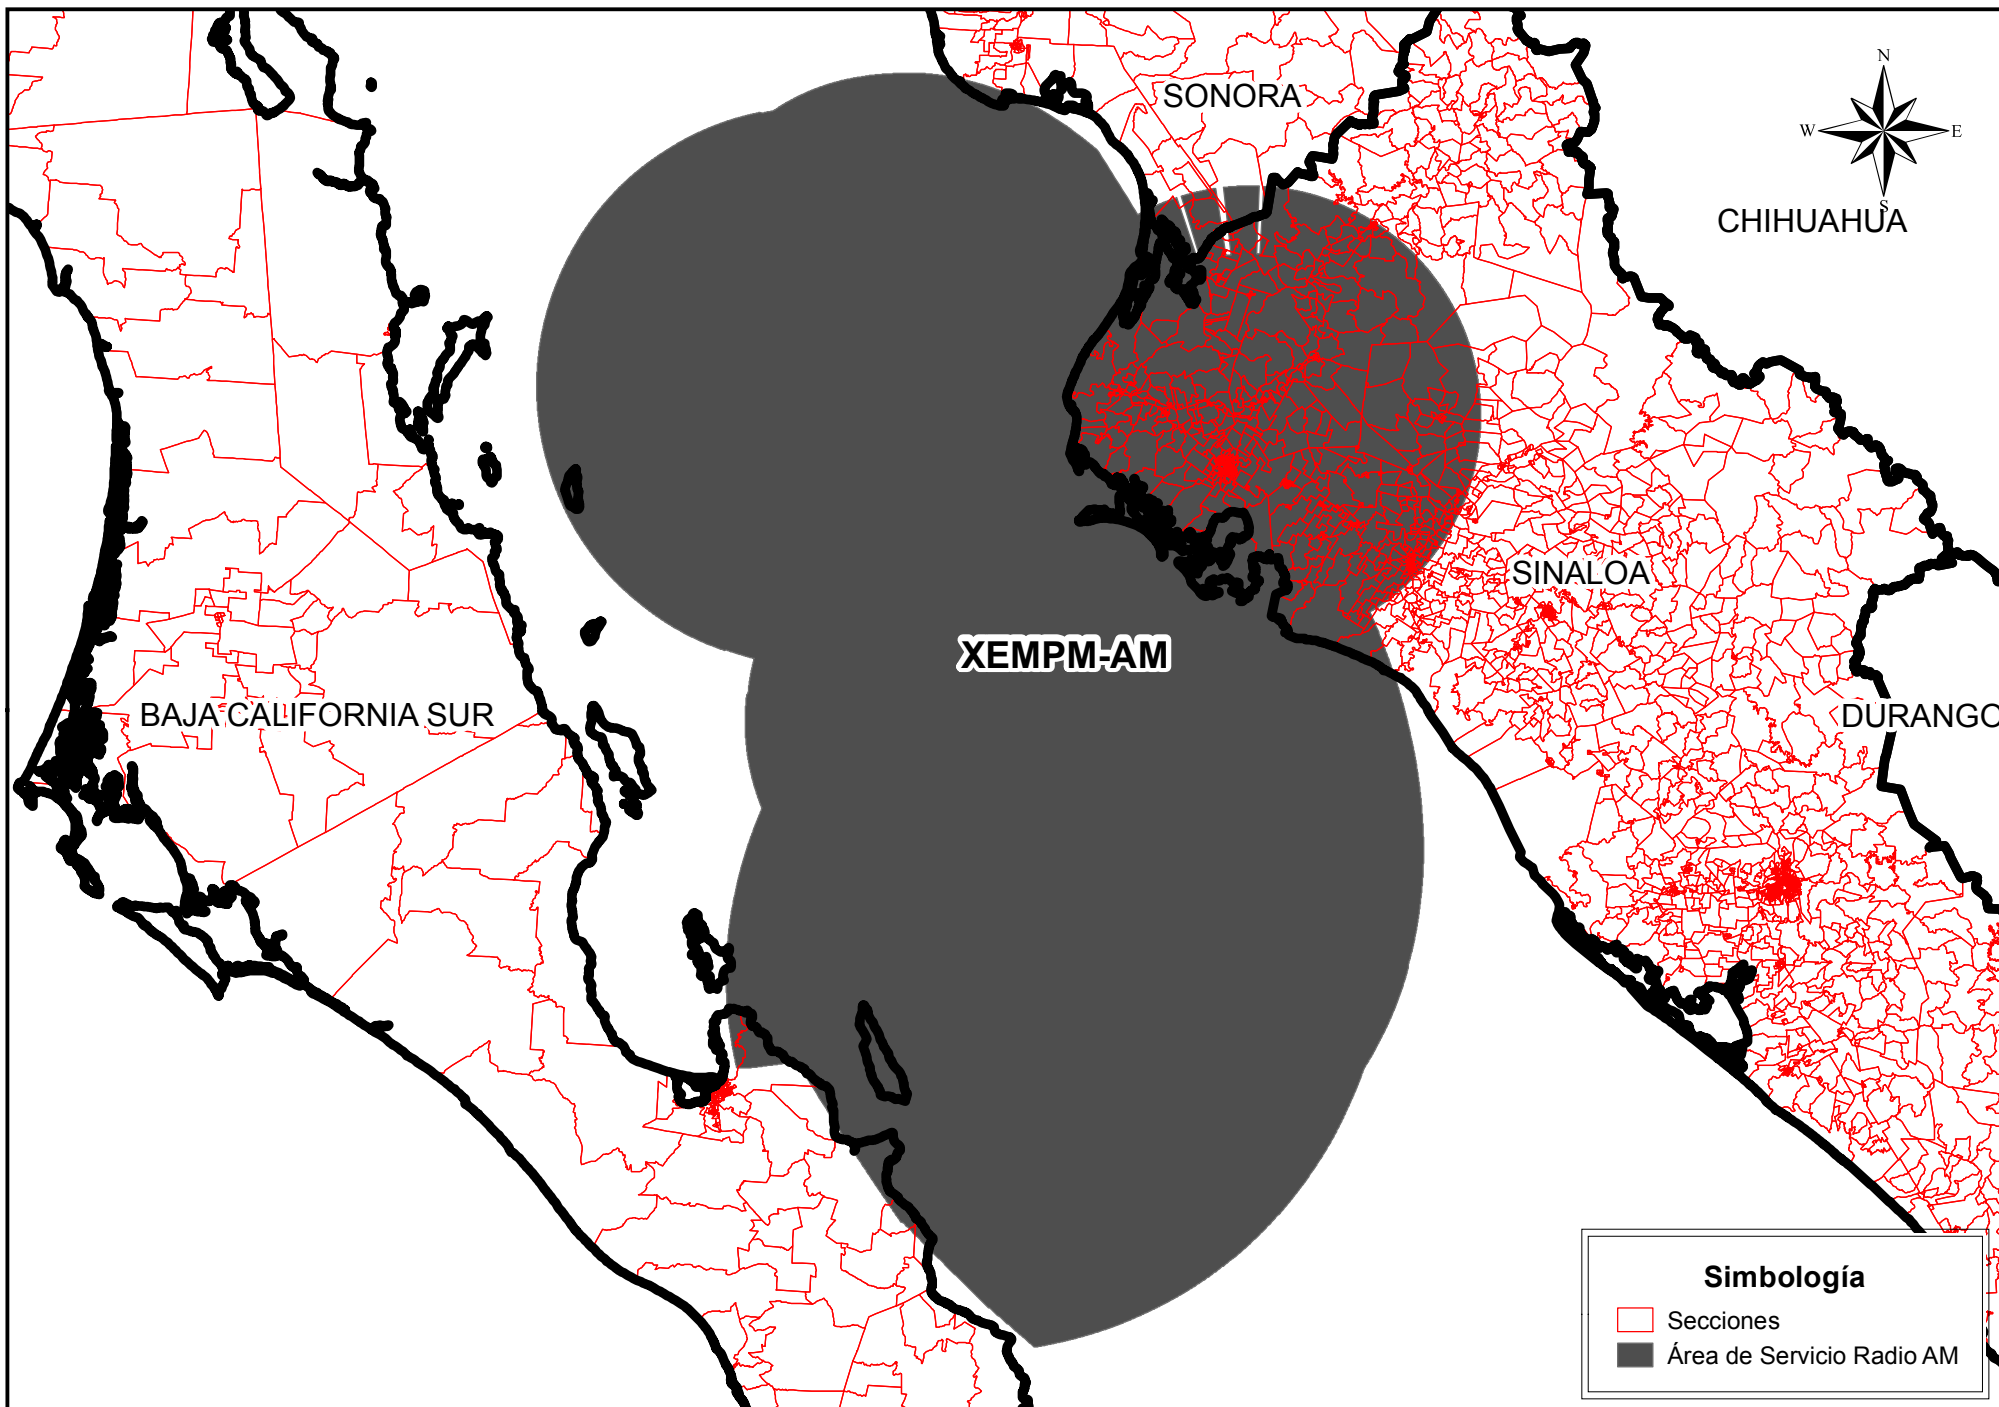 N
SONORA
W
E
S
CHIHUAHUA
SINALOA
XEMPM-AM
BAJA CALIFORNIA SUR
DURANGO
Simbología
Secciones
Área de Servicio Radio AM